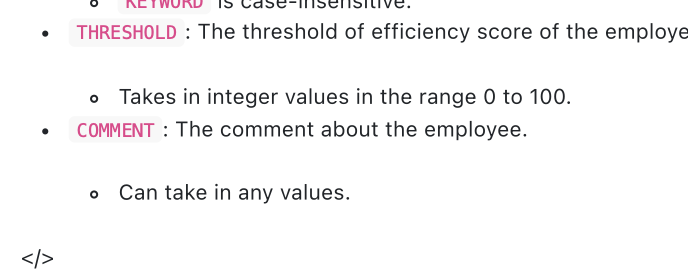 KEYWORD is case-insensitive.
THRESHOLD : The threshold of efficiency score of the employe
Takes in integer values in the range 0 to 100.
COMMENT : The comment about the employee.
Can take in any values.
</>